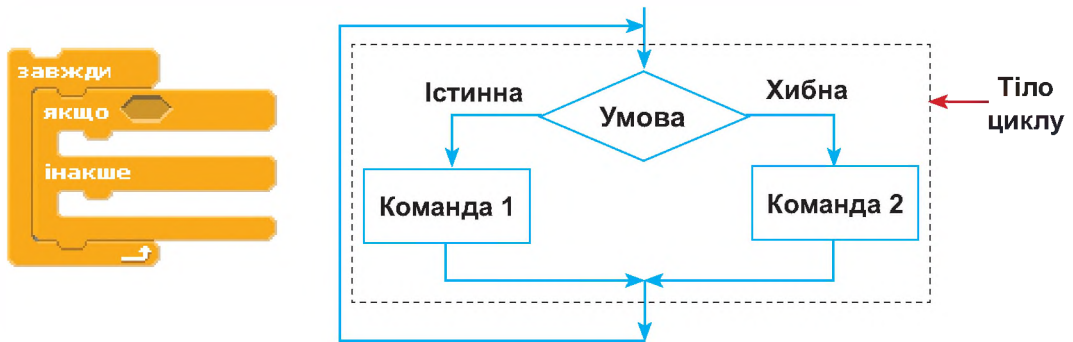 завжди
якщо
інакше
Істинна
Хибна
Умова
Команда 1
Команда 2
Тіло
циклу